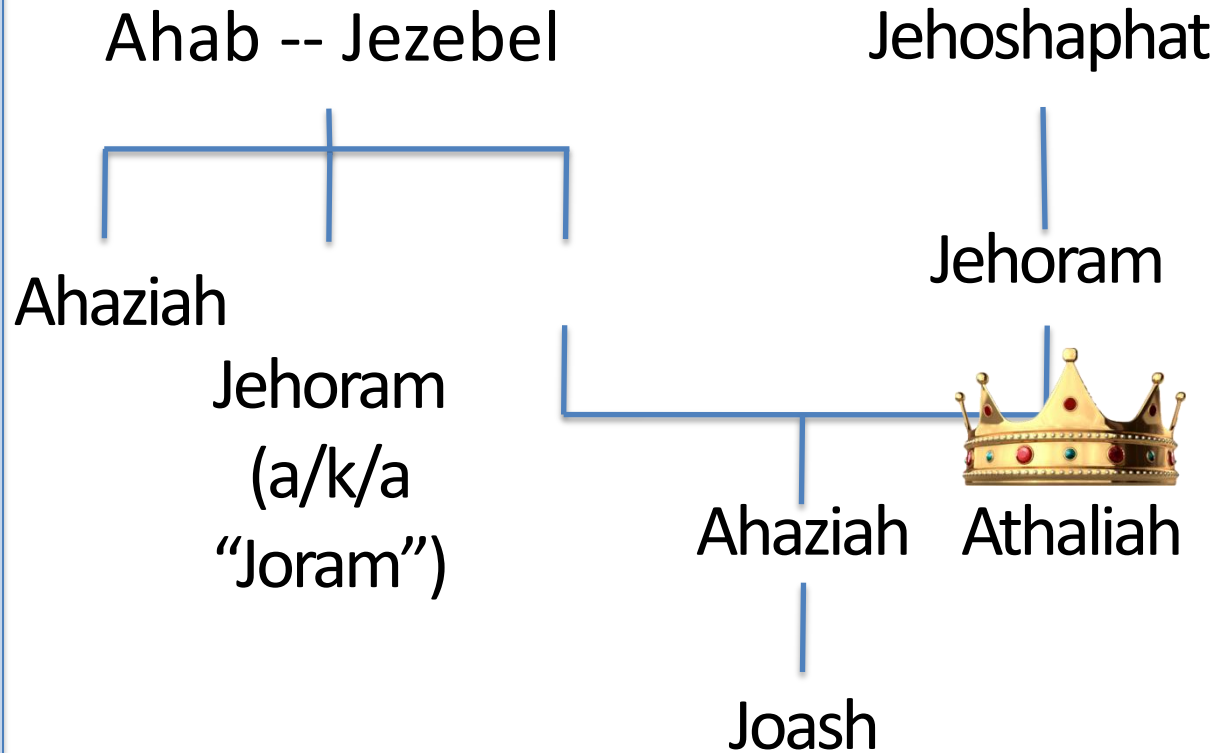 Ahab -- Jezebel
Jehoshaphat
Jehoram
Ahaziah
Jehoram
(a/k/a
“Joram”)
Ahaziah
Athaliah
Joash